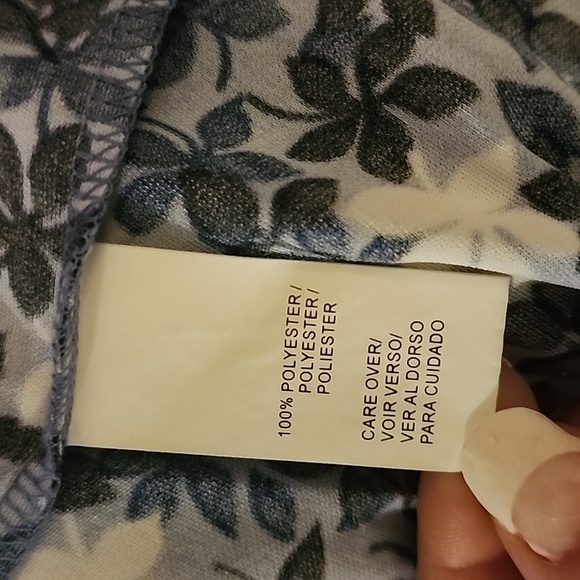 100% POLYESTER/
POLYESTER/
POLIESTER
CARE OVER/
VOIR VERSO/
VER AL DORSO
PARA CUIDADO